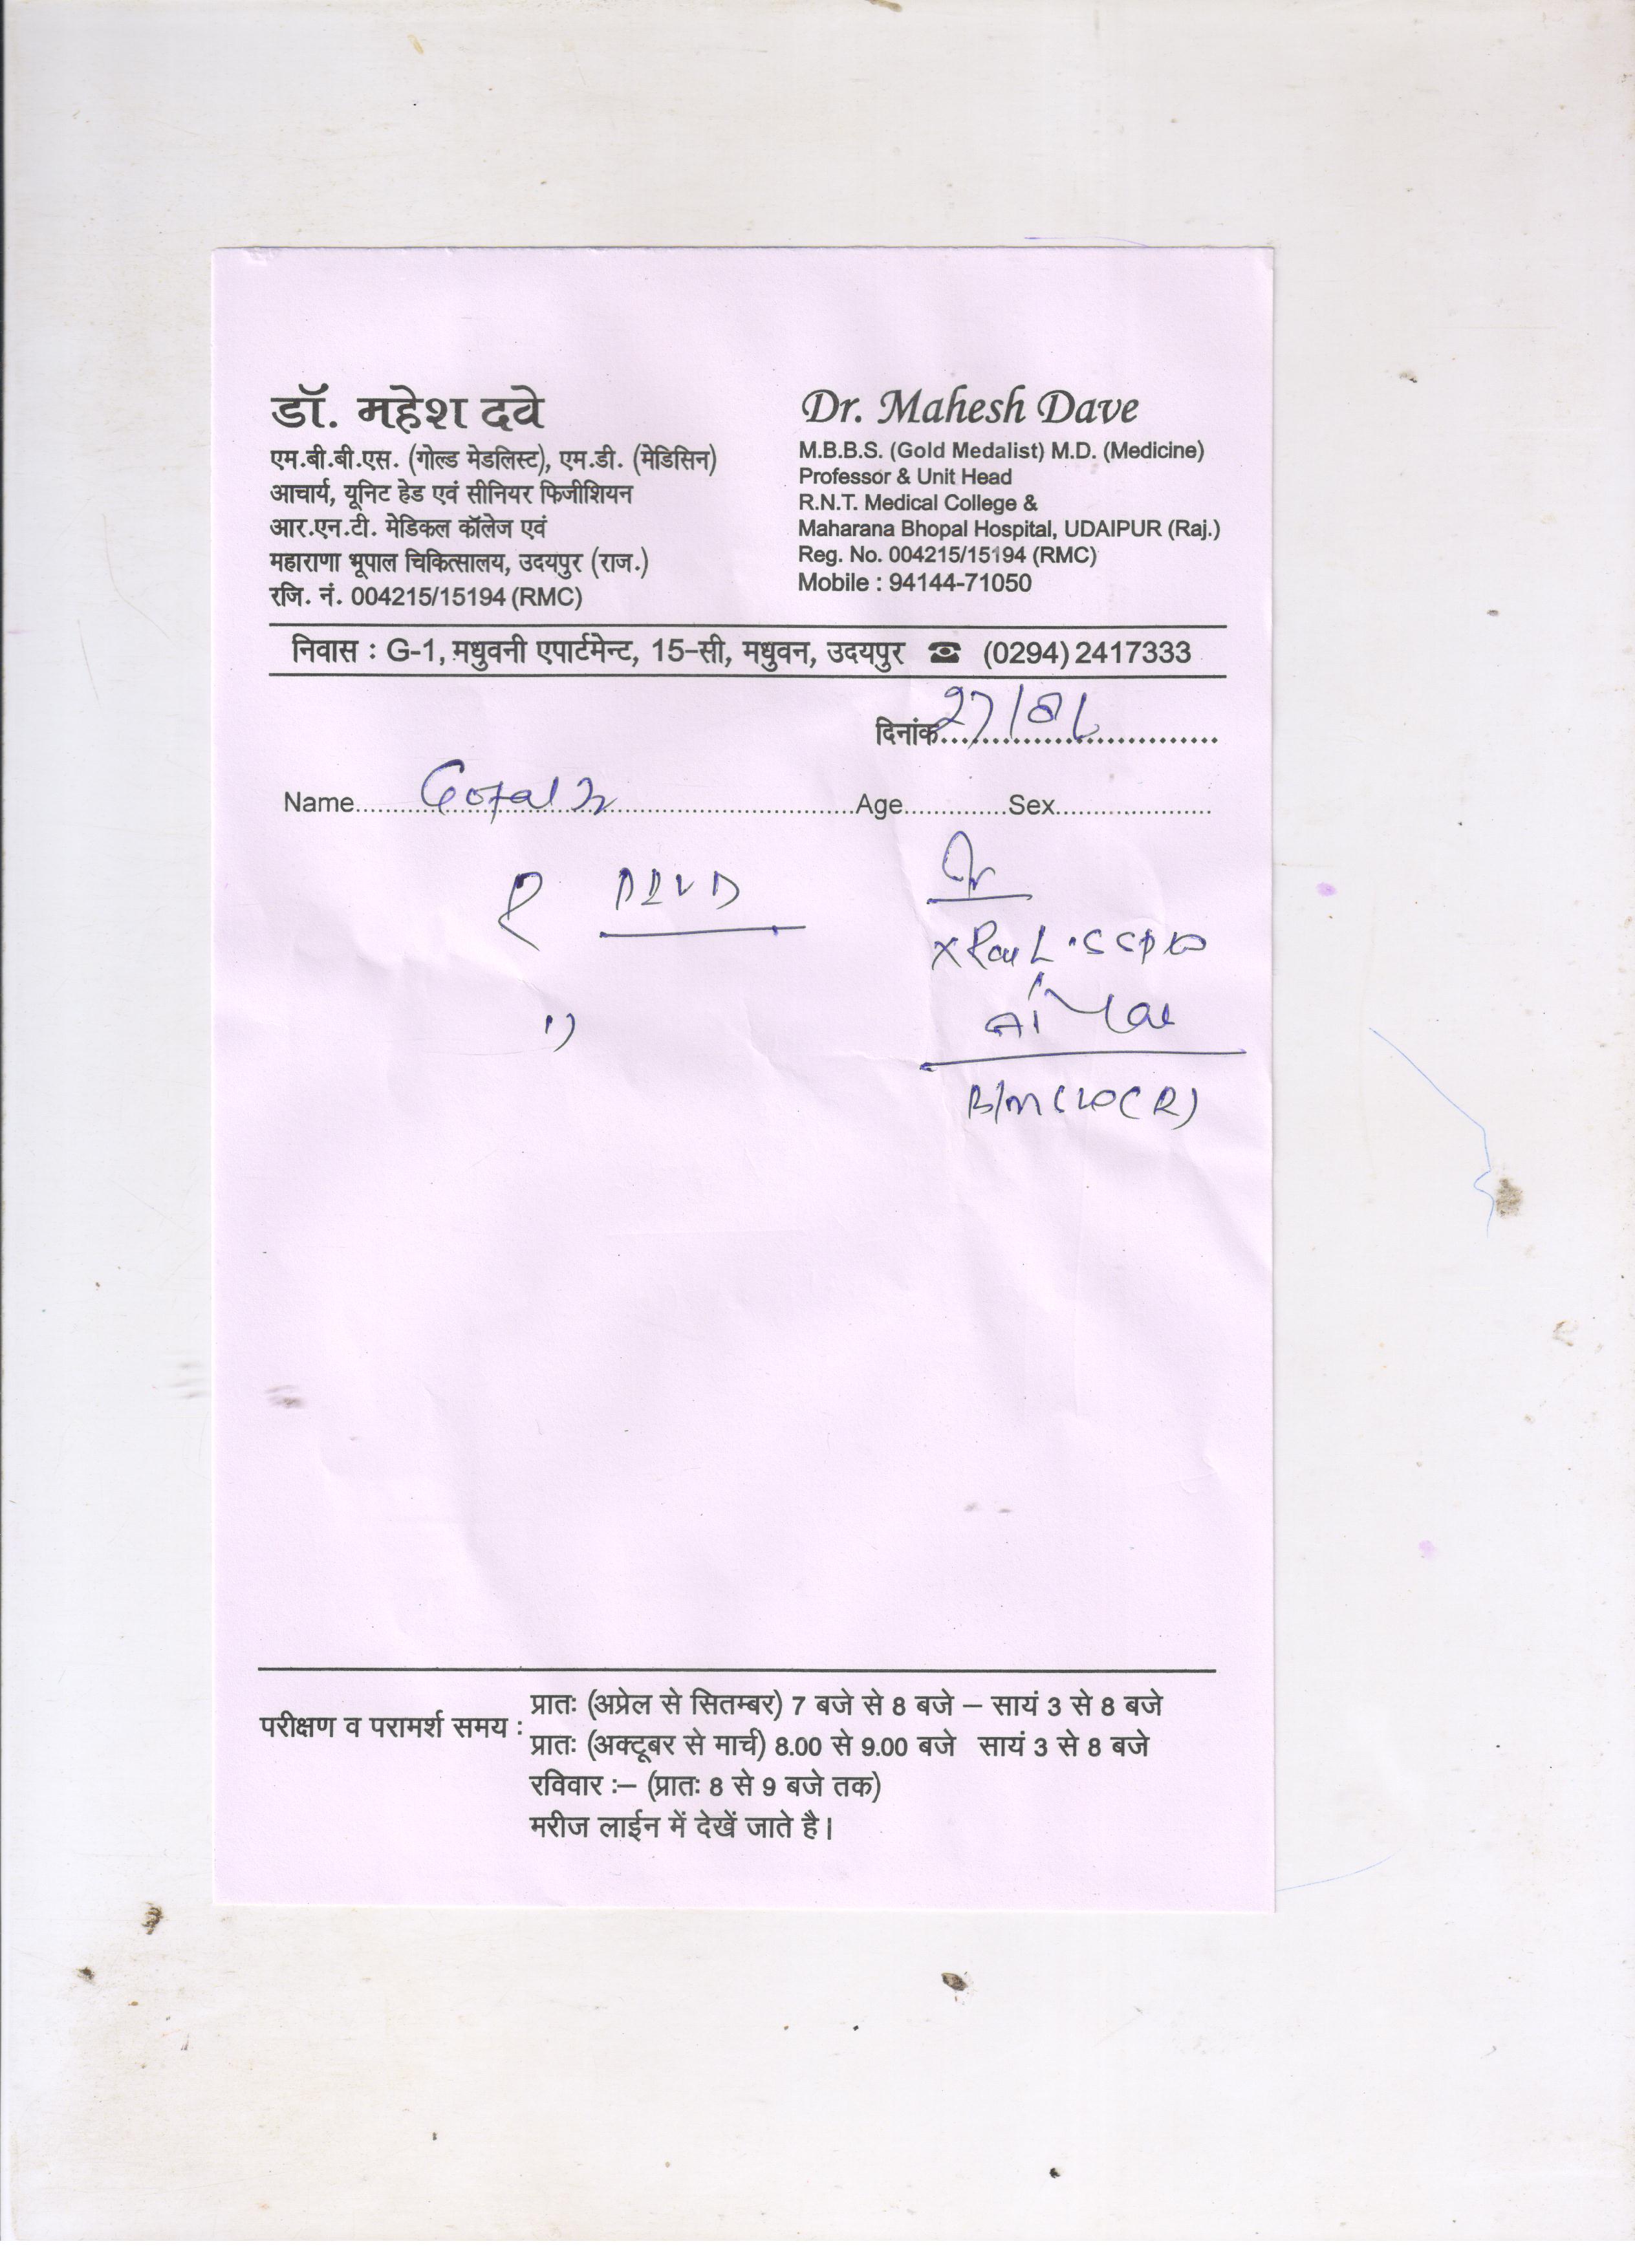 डॉ. महेश दवे
एम.बी.बी.एस. (गोल्ड मेडलिस्ट), एम.डी. (मेडिसिन)
आचार्य, यूनिट हेड एवं सीनियर फिजीशियन
आर.एन.टी. मेडिकल कॉलेज एवं
महाराणा भूपाल चिकित्सालय, उदयपुर (राज.)
रजि. नं. 004215/15194 (RMC)
Dr. Mahesh Dave
M.B.B.S. (Gold Medalist) M.D. (Medicine)
Professor & Unit Head
R.N.T. Medical College &
Maharana Bhopal Hospital, UDAIPUR (Raj.)
Reg. No. 004215/15194 (RMC)
Mobile : 94144-71050
निवास : G-1, मधुवनी एपार्टमेन्ट, 15-सी, मधुवन, उदयपुर ☎ (0294) 2417333
दिनांक 27/8/
Name Gopal Age Sex
X Ray L.S Sp
परीक्षण व परामर्श समय :
प्रातः (अप्रेल से सितम्बर) 7 बजे से 8 बजे – सायं 3 से 8 बजे
प्रातः (अक्टूबर से मार्च) 8.00 से 9.00 बजे सायं 3 से 8 बजे
रविवार :– (प्रातः 8 से 9 बजे तक)
मरीज लाईन में देखें जाते है।